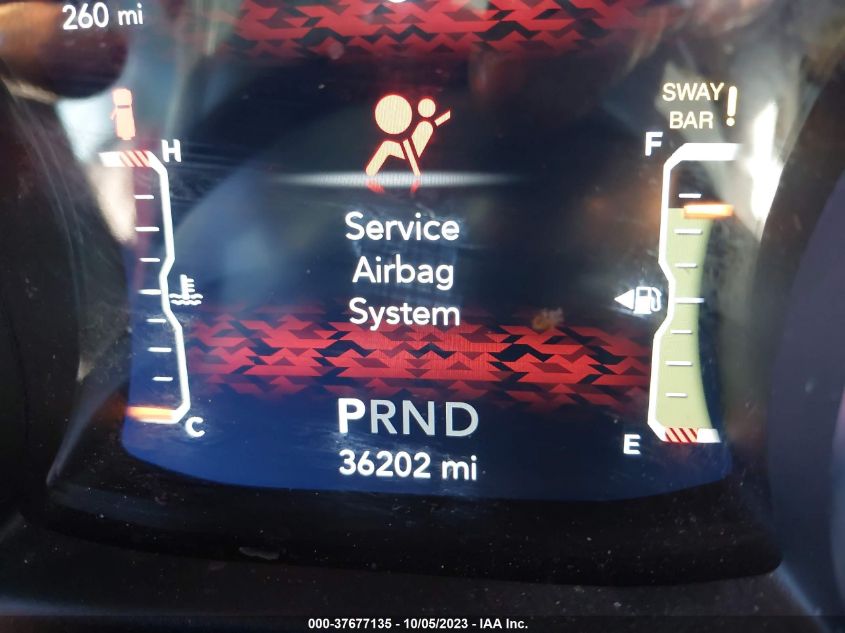 260 mi
SWAY
BAR
H
F
Service
Airbag
System
PRND
C
E
36202 mi
000-37677135 - 10/05/2023 - IAA Inc.